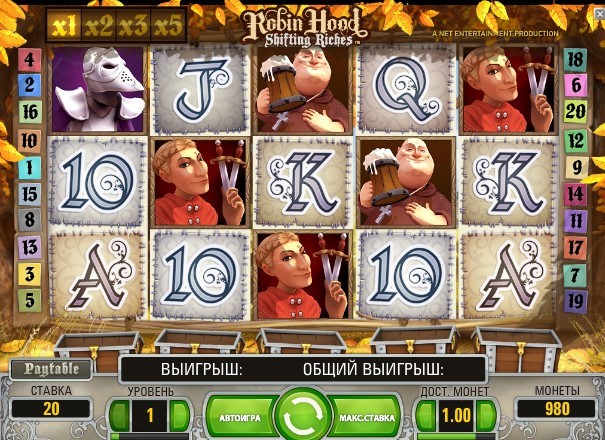 x1 x2 x3 x5
Robin Hood
Shifting Riches™
A NET ENTERTAINMENT PRODUCTION
4 J Q 18
2 6
16 20
10 12
1 10 K K 9
15 14
8 11
13 17
3 A 10 10 A 7
5 19
Paytable ВЫИГРЫШ: ОБЩИЙ ВЫИГРЫШ:
СТАВКА УРОВЕНЬ ДОСТ. МОНЕТ МОНЕТЫ
20 1 АВТОИГРА МАКС.СТАВКА 1.00 980